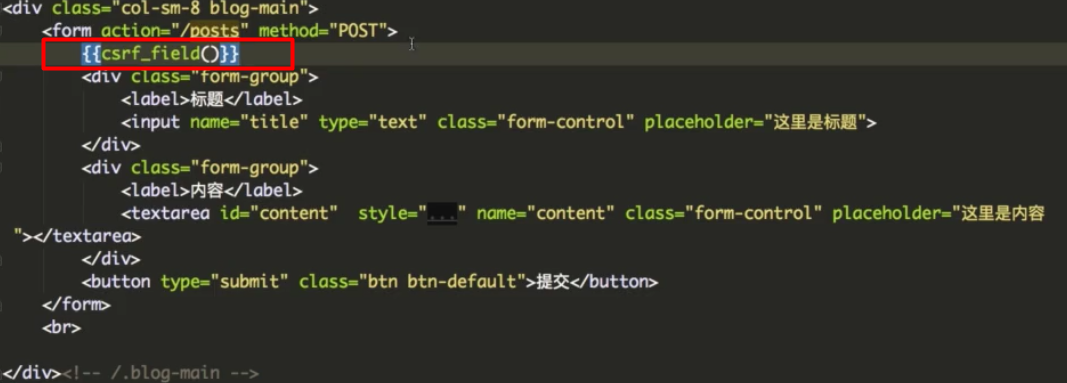 <div class="col-sm-8 blog-main">
<form action="/posts" method="POST">
{{csrf_field()}}
<div class="form-group">
<label>标题</label>
<input name="title" type="text" class="form-control" placeholder="这里是标题">
</div>
<div class="form-group">
<label>内容</label>
<textarea id="content"  style="..." name="content" class="form-control" placeholder="这里是内容
"></textarea>
</div>
<button type="submit" class="btn btn-default">提交</button>
</form>
<br>
</div><!-- /.blog-main -->